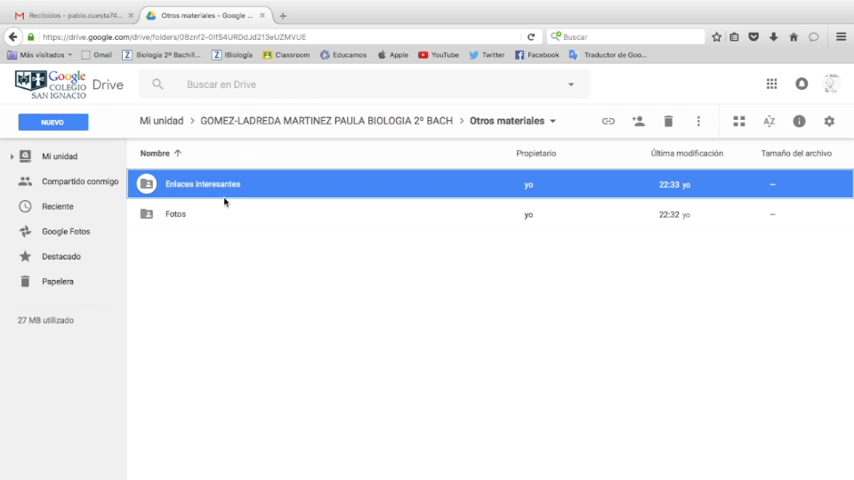 Recibidos - pablo.cuesta74...
Otros materiales - Google ...
https://drive.google.com/drive/folders/0Bznf2-0IfS4URDdJd213eUZMVUE
Buscar
Más visitados
Gmail
Biologia 2º Bachill...
IBiología
Classroom
Educamos
Apple
YouTube
Twitter
Facebook
Traductor de Goo...
Google
COLEGIO
SAN IGNACIO
Drive
Buscar en Drive
NUEVO
Mi unidad > GOMEZ-LADREDA MARTINEZ PAULA BIOLOGIA 2º BACH > Otros materiales
Mi unidad
Compartido conmigo
Reciente
Google Fotos
Destacado
Papelera
27 MB utilizado
Nombre Propietario Última modificación Tamaño del archivo
Enlaces interesantes yo 22:33 yo —
Fotos yo 22:32 yo —